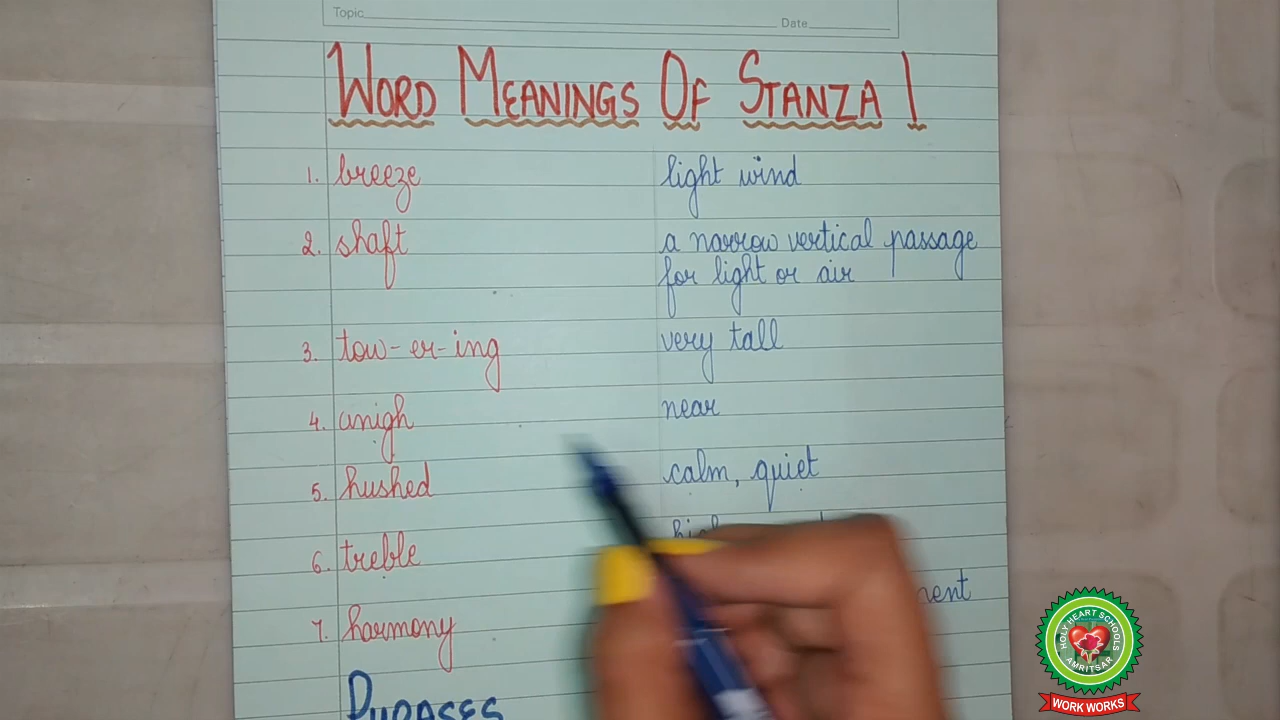 Topic
Date
WORD MEANINGS OF STANZA 1
1. breeze light wind
2. shaft a narrow vertical passage
for light or air
3. tow-er-ing very tall
4. anigh near
5. hushed calm, quiet
6. treble
7. harmony
PHRASES
HOLY HEART SCHOOLS
AMRITSAR
WORK WORKS